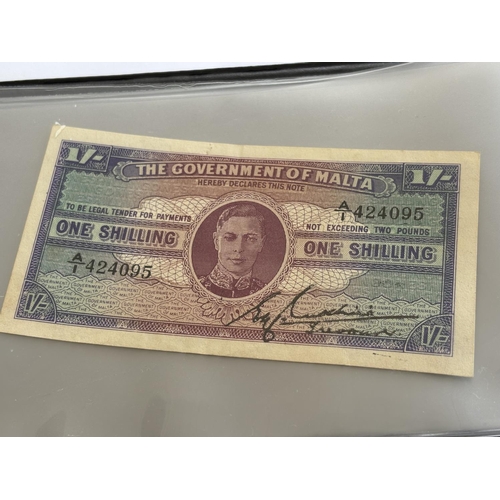 1/- 1/-
THE GOVERNMENT OF MALTA
HEREBY DECLARES THIS NOTE
A/1 424095
TO BE LEGAL TENDER FOR PAYMENTS NOT EXCEEDING TWO POUNDS
ONE SHILLING ONE SHILLING
A/1 424095
1/- 1/-